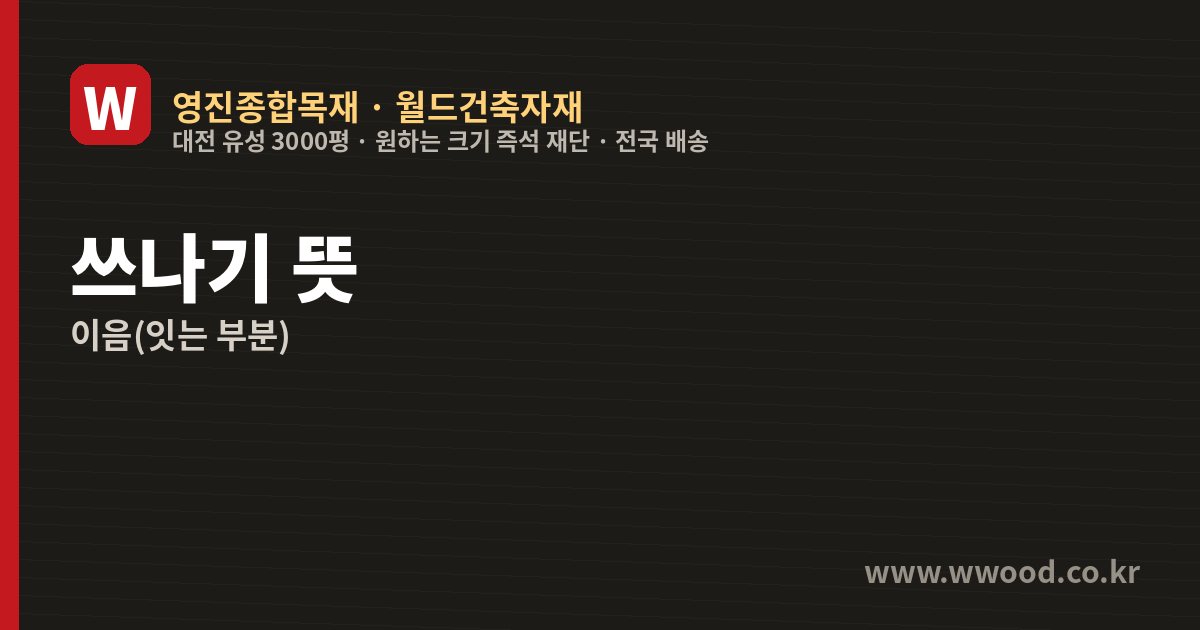 W
영진종합목재 · 월드건축자재
대전 유성 3000평 · 원하는 크기 즉석 재단 · 전국 배송
쓰나기 뜻
이음(잇는 부분)
www.wwood.co.kr